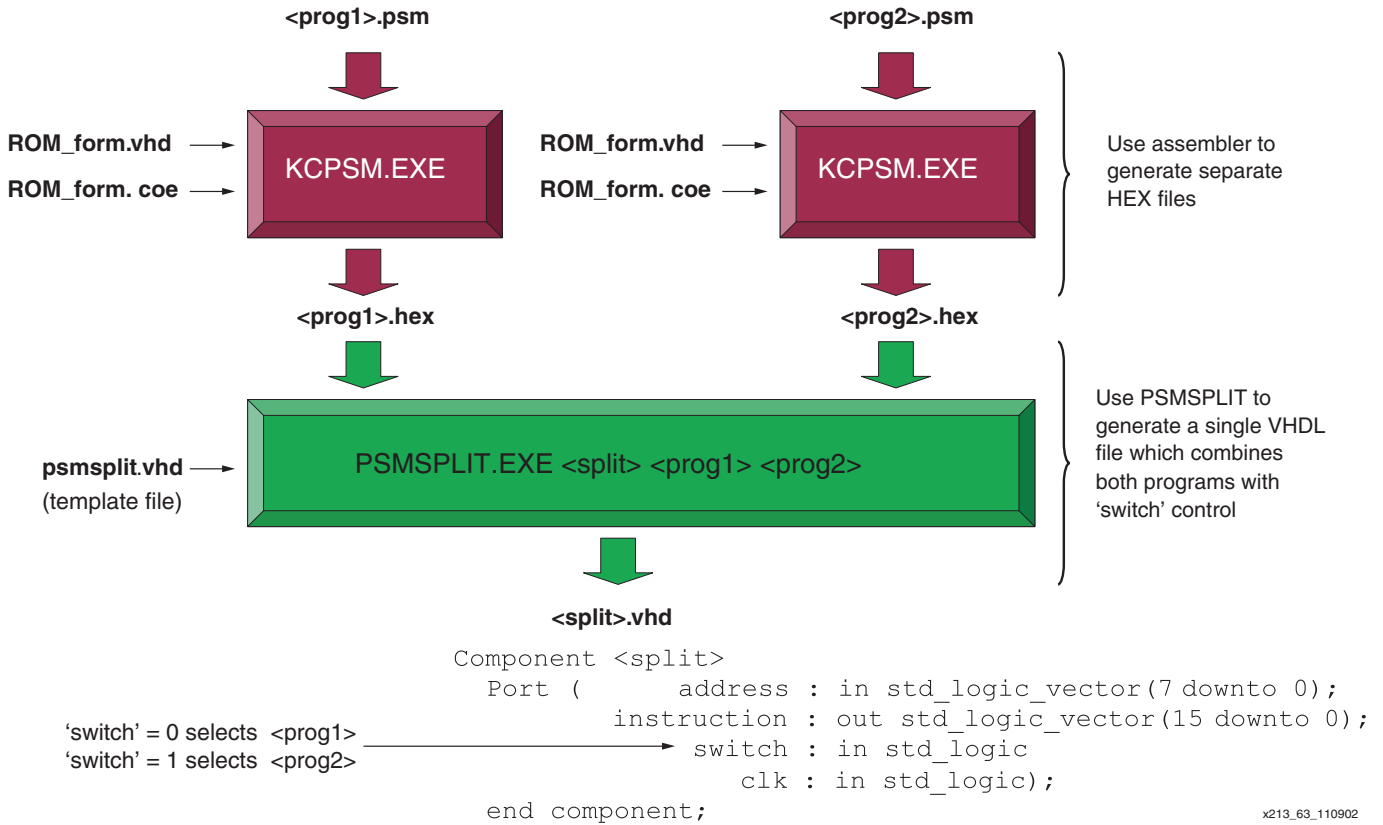 <prog1>.psm
<prog2>.psm
ROM_form.vhd
ROM_form. coe
KCPSM.EXE
ROM_form.vhd
ROM_form. coe
KCPSM.EXE
Use assembler to
generate separate
HEX files
<prog1>.hex
<prog2>.hex
psmsplit.vhd
(template file)
PSMSPLIT.EXE <split> <prog1> <prog2>
Use PSMSPLIT to
generate a single VHDL
file which combines
both programs with
‘switch’ control
<split>.vhd
Component <split>
Port ( address : in std_logic_vector(7 downto 0);
instruction : out std_logic_vector(15 downto 0);
‘switch’ = 0 selects <prog1>
‘switch’ = 1 selects <prog2>
switch : in std_logic
clk : in std_logic);
end component;
x213_63_110902